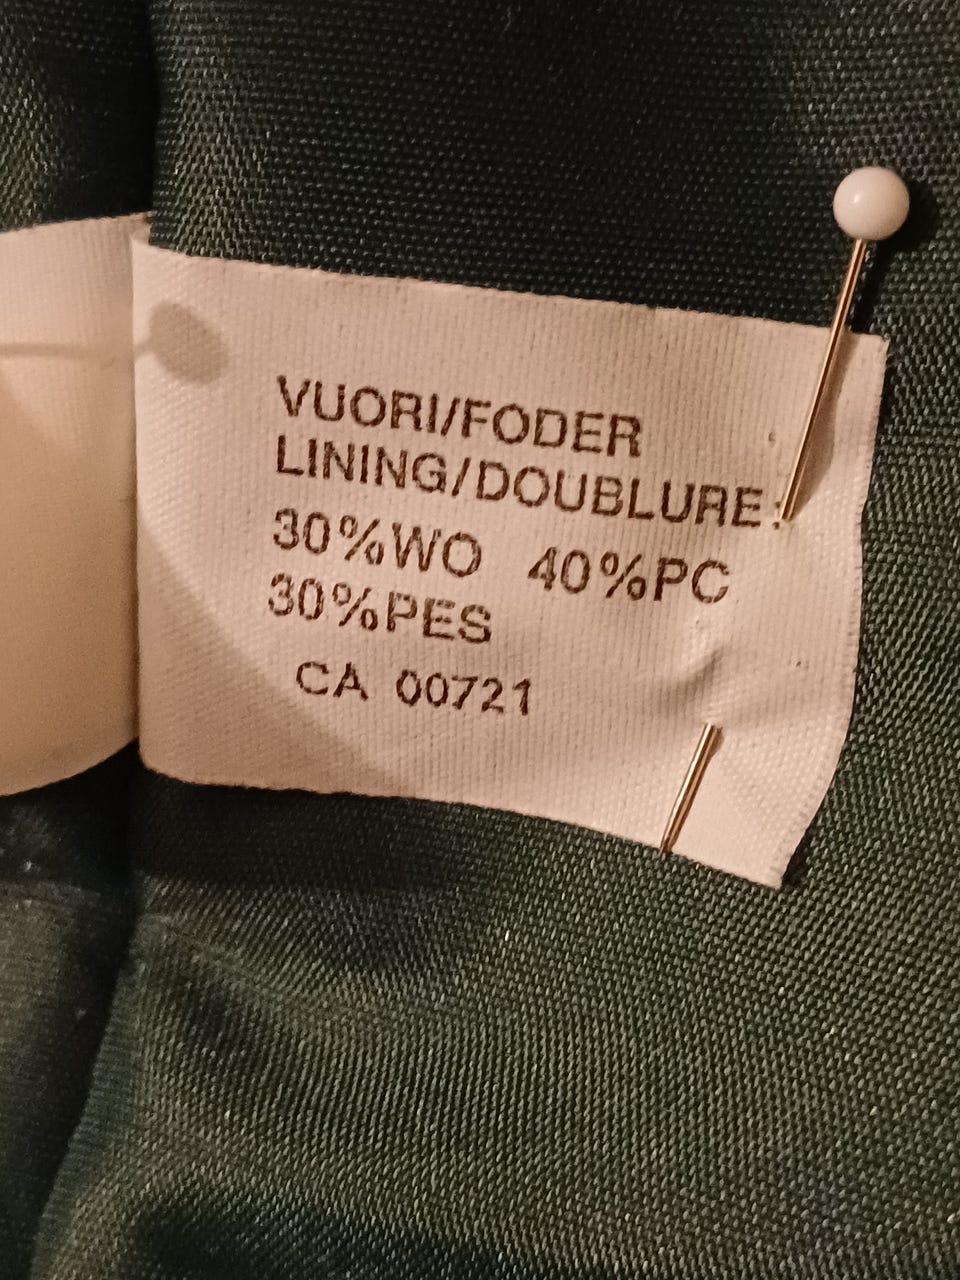 VUORI/FODER
LINING/DOUBLURE:
30%WO 40%PC
30%PES
CA 00721